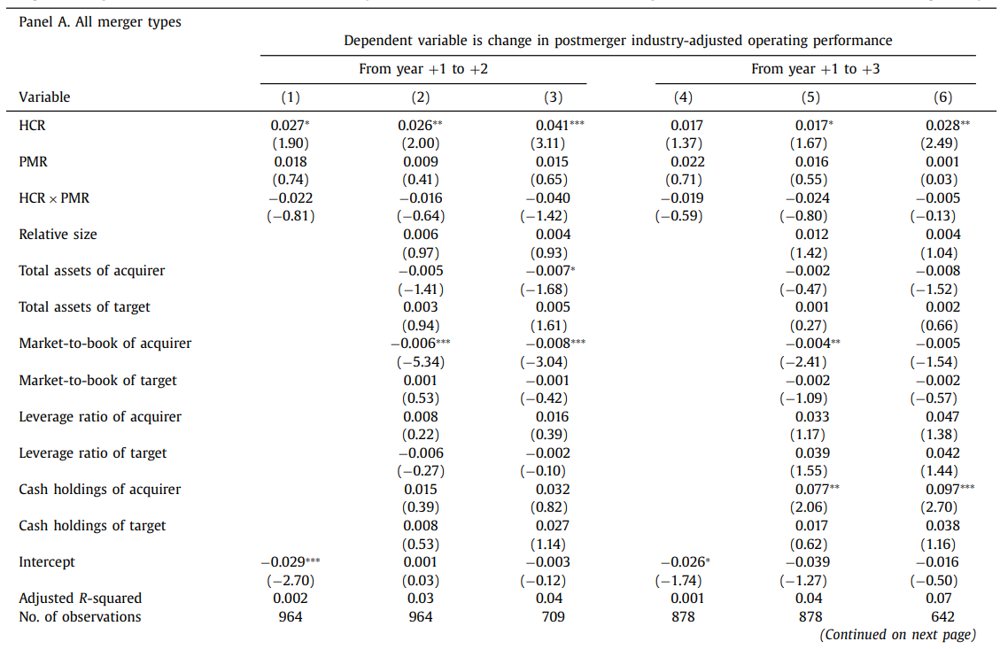 Panel A. All merger types
Dependent variable is change in postmerger industry-adjusted operating performance
From year +1 to +2 From year +1 to +3
Variable (1) (2) (3) (4) (5) (6)
HCR 0.027* 0.026** 0.041*** 0.017 0.017* 0.028**
(1.90) (2.00) (3.11) (1.37) (1.67) (2.49)
PMR 0.018 0.009 0.015 0.022 0.016 0.001
(0.74) (0.41) (0.65) (0.71) (0.55) (0.03)
HCR × PMR −0.022 −0.016 −0.040 −0.019 −0.024 −0.005
(−0.81) (−0.64) (−1.42) (−0.59) (−0.80) (−0.13)
Relative size 0.006 0.004 0.012 0.004
(0.97) (0.93) (1.42) (1.04)
Total assets of acquirer −0.005 −0.007* −0.002 −0.008
(−1.41) (−1.68) (−0.47) (−1.52)
Total assets of target 0.003 0.005 0.001 0.002
(0.94) (1.61) (0.27) (0.66)
Market-to-book of acquirer −0.006*** −0.008*** −0.004** −0.005
(−5.34) (−3.04) (−2.41) (−1.54)
Market-to-book of target 0.001 −0.001 −0.002 −0.002
(0.53) (−0.42) (−1.09) (−0.57)
Leverage ratio of acquirer 0.008 0.016 0.033 0.047
(0.22) (0.39) (1.17) (1.38)
Leverage ratio of target −0.006 −0.002 0.039 0.042
(−0.27) (−0.10) (1.55) (1.44)
Cash holdings of acquirer 0.015 0.032 0.077** 0.097***
(0.39) (0.82) (2.06) (2.70)
Cash holdings of target 0.008 0.027 0.017 0.038
(0.53) (1.14) (0.62) (1.16)
Intercept −0.029*** 0.001 −0.003 −0.026* −0.039 −0.016
(−2.70) (0.03) (−0.12) (−1.74) (−1.27) (−0.50)
Adjusted R-squared 0.002 0.03 0.04 0.001 0.04 0.07
No. of observations 964 964 709 878 878 642
(Continued on next page)